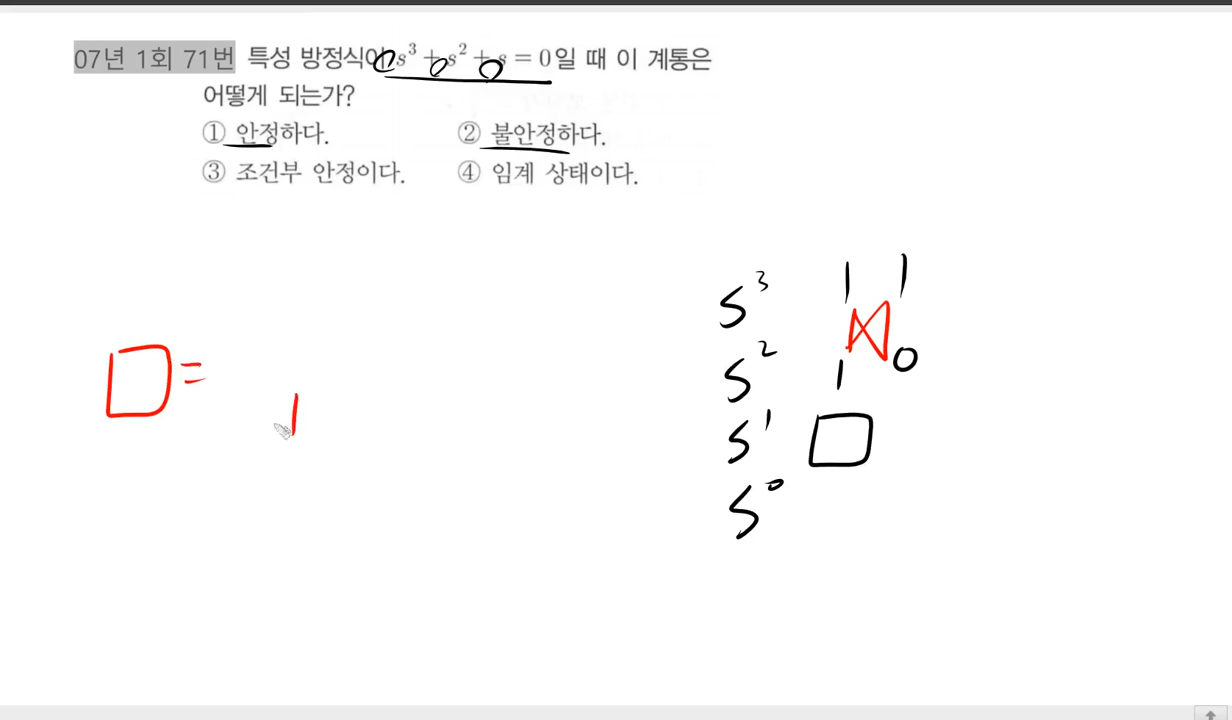 07년 1회 71번 특성 방정식이 s³ + s² + s = 0일 때 이 계통은
어떻게 되는가?
① 안정하다. ② 불안정하다.
③ 조건부 안정이다. ④ 임계 상태이다.
S³ 1 1
S² 1 0
S¹ □
S⁰
□ =
1